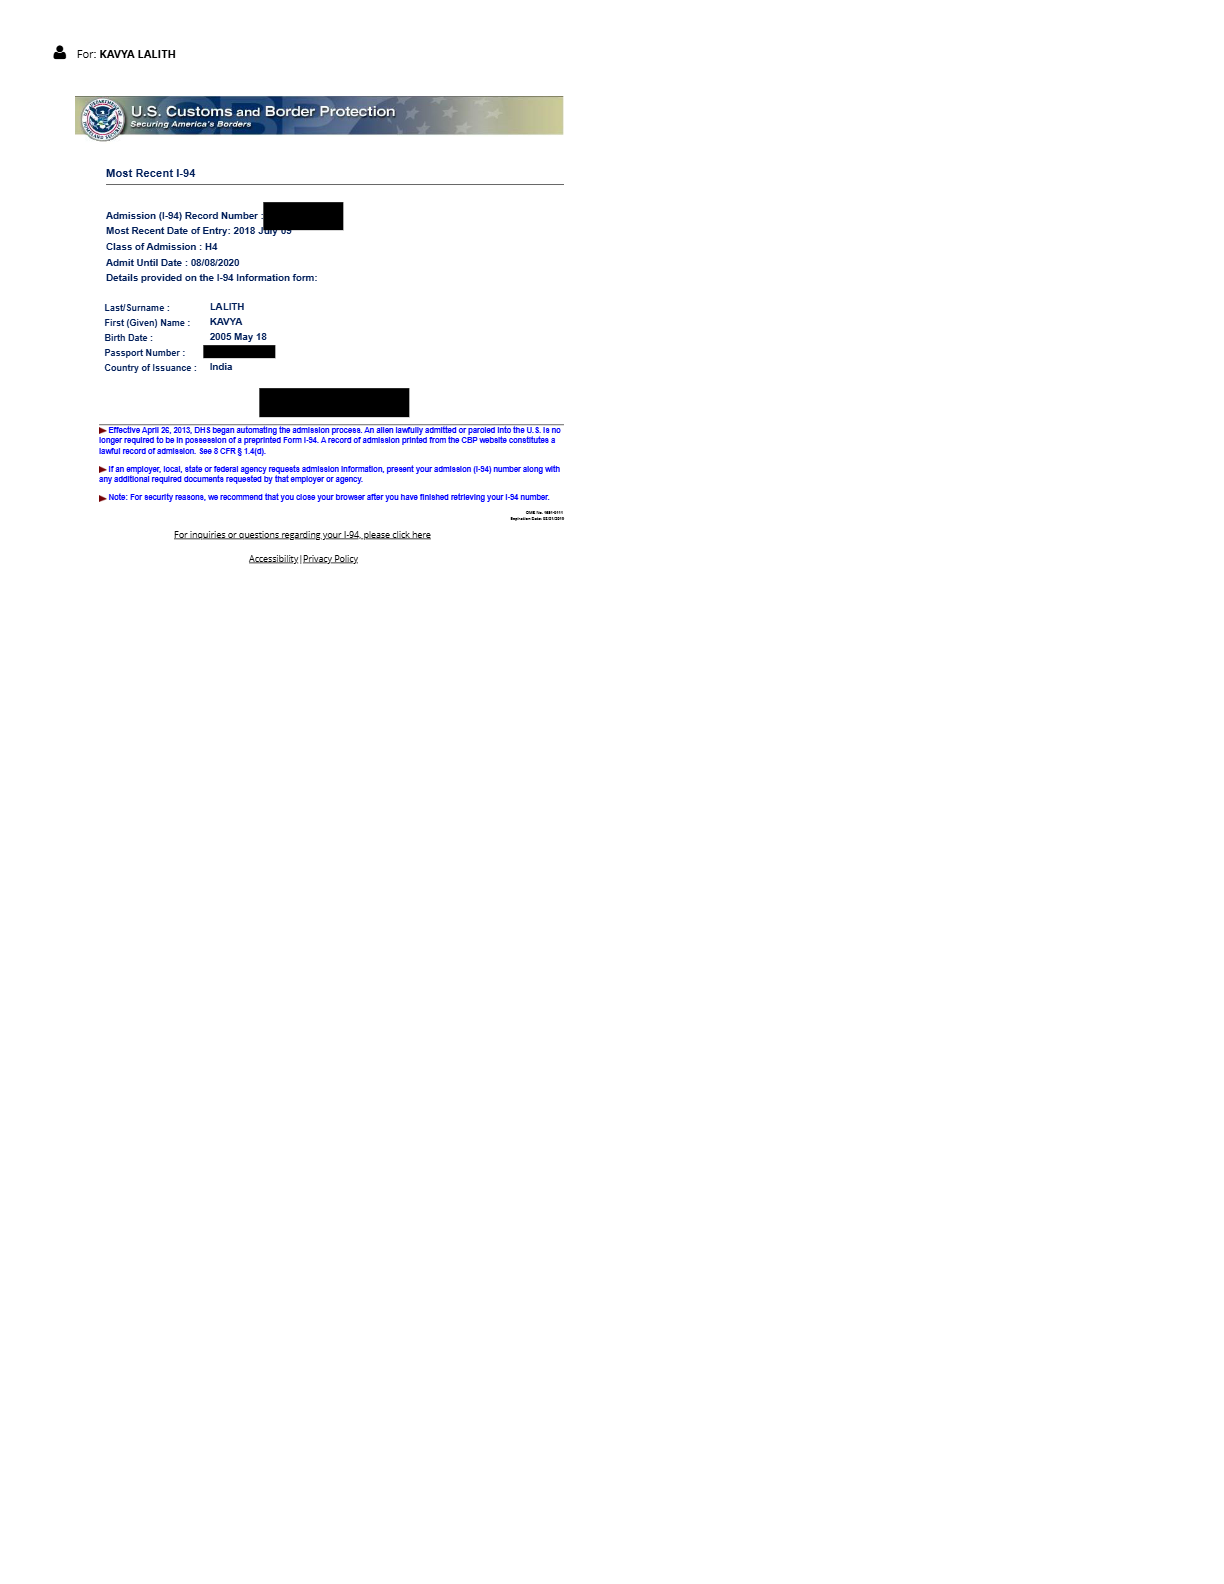 For: KAVYA LALITH
U.S. Customs and Border Protection
Securing America's Borders
Most Recent I-94
Admission (I-94) Record Number :
Most Recent Date of Entry: 2018 July 09
Class of Admission : H4
Admit Until Date : 08/08/2020
Details provided on the I-94 Information form:
Last/Surname : LALITH
First (Given) Name : KAVYA
Birth Date : 2005 May 18
Passport Number :
Country of Issuance : India
Effective April 26, 2013, DHS began automating the admission process. An alien lawfully admitted or paroled into the U.S. is no
longer required to be in possession of a preprinted Form I-94. A record of admission printed from the CBP website constitutes a
lawful record of admission. See 8 CFR § 1.4(d).
If an employer, local, state or federal agency requests admission information, present your admission (I-94) number along with
any additional required documents requested by that employer or agency.
Note: For security reasons, we recommend that you close your browser after you have finished retrieving your I-94 number.
OMB No. 1651-0111
Expiration Date:
For inquiries or questions regarding your I-94, please click here
Accessibility | Privacy Policy